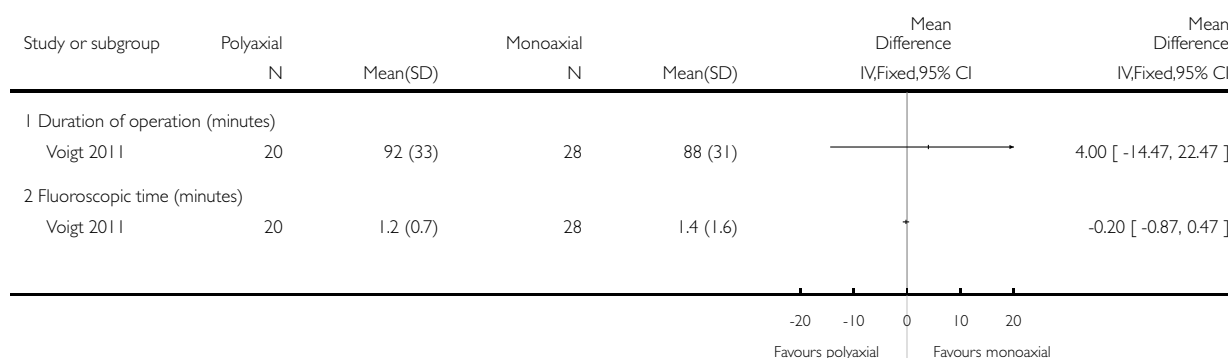 Mean Mean
Study or subgroup Polyaxial Monoaxial Difference Difference
N Mean(SD) N Mean(SD) IV,Fixed,95% CI IV,Fixed,95% CI
1 Duration of operation (minutes)
Voigt 2011 20 92 (33) 28 88 (31) 4.00 [ -14.47, 22.47 ]
2 Fluoroscopic time (minutes)
Voigt 2011 20 1.2 (0.7) 28 1.4 (1.6) -0.20 [ -0.87, 0.47 ]
-20 -10 0 10 20
Favours polyaxial Favours monoaxial